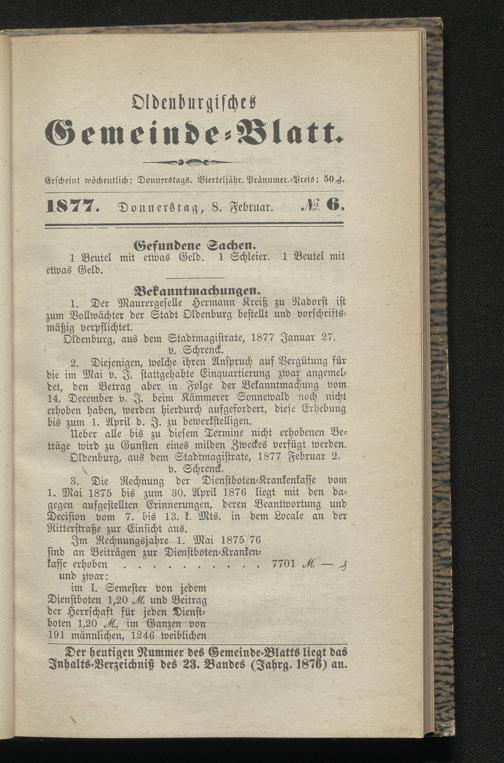 Oldenburgisches
Gemeinde-Blatt.
Erscheint wöchentlich: Donnerstags. Vierteljähr. Pränumer.-Preis: 50 ₰.
1877. Donnerstag, 8. Februar. № 6.
Gefundene Sachen.
1 Beutel mit etwas Geld. 1 Schleier. 1 Beutel mit
etwas Geld.
Bekanntmachungen.
1. Der Maurergeselle Hermann Kreiß zu Radorst ist
zum Vollwächter der Stadt Oldenburg bestellt und vorschrifts-
mäßig verpflichtet.
Oldenburg, aus dem Stadtmagistrate, 1877 Januar 27.
v. Schrenck.
2. Diejenigen, welche ihren Anspruch auf Vergütung für
die im Mai v. J. stattgehabte Einquartierung zwar angemel-
det, den Betrag aber in Folge der Bekanntmachung vom
14. December v. J. beim Kämmerer Sonnewald noch nicht
erhoben haben, werden hierdurch aufgefordert, diese Erhebung
bis zum 1. April d. J. zu bewerkstelligen.
Ueber alle bis zu diesem Termine nicht erhobenen Be-
träge wird zu Gunsten eines milden Zweckes verfügt werden.
Oldenburg, aus dem Stadtmagistrate, 1877 Februar 2.
v. Schrenck.
3. Die Rechnung der Dienstboten-Krankenkasse vom
1. Mai 1875 bis zum 30. April 1876 liegt mit den da-
gegen aufgestellten Erinnerungen, deren Beantwortung und
Decision vom 7. bis 13. k. Mts. in dem Locale an der
Ritterstraße zur Einsicht aus.
Im Rechnungsjahre 1. Mai 1875/76
sind an Beiträgen zur Dienstboten-Kranken-
kasse erhoben . . . . . . . . . . 7701 ℳ — ₰
und zwar:
im I. Semester von jedem
Dienstboten 1,20 ℳ und Beitrag
der Herrschaft für jeden Dienst-
boten 1,20 ℳ, im Ganzen von
191 männlichen, 1246 weiblichen
Der heutigen Nummer des Gemeinde-Blatts liegt das
Inhalts-Verzeichniß des 23. Bandes (Jahrg. 1876) an.